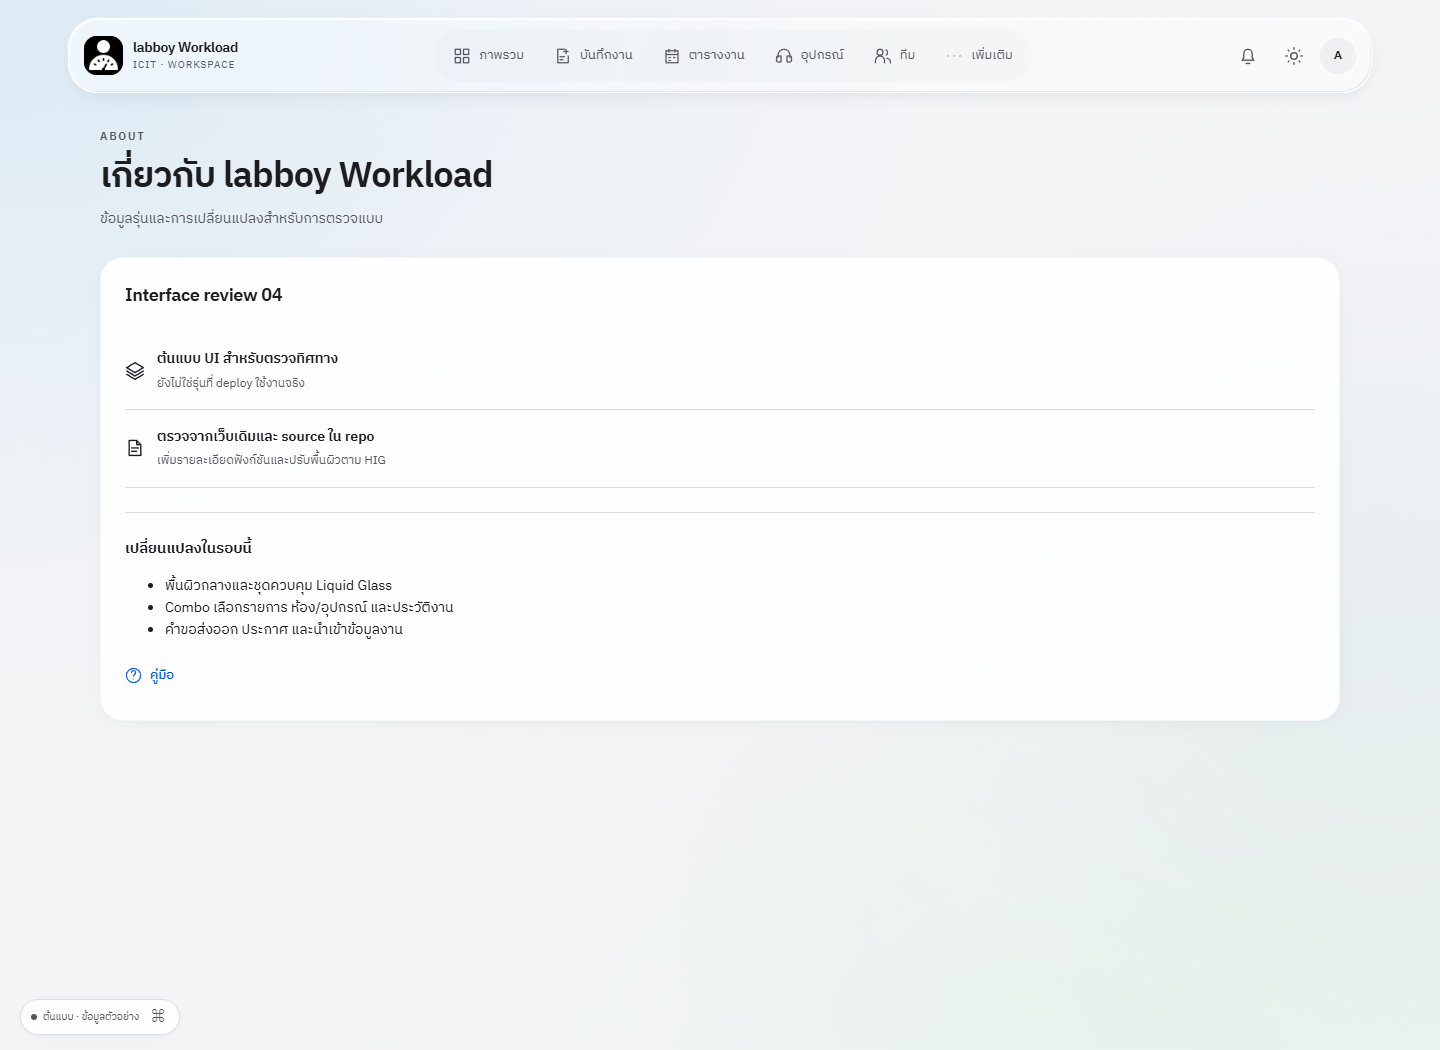 labboy Workload
ICIT · WORKSPACE
ภาพรวม
บันทึกงาน
ตารางงาน
อุปกรณ์
ทีม
เพิ่มเติม
A
ABOUT
เกี่ยวกับ labboy Workload
ข้อมูลรุ่นและการเปลี่ยนแปลงสำหรับการตรวจแบบ
Interface review 04
ต้นแบบ UI สำหรับตรวจทิศทาง
ยังไม่ใช่รุ่นที่ deploy ใช้งานจริง
ตรวจจากเว็บเดิมและ source ใน repo
เพิ่มรายละเอียดฟังก์ชันและปรับพื้นผิวตาม HIG
เปลี่ยนแปลงในรอบนี้
• พื้นผิวกลางและชุดควบคุม Liquid Glass
• Combo เลือกรายการ ห้อง/อุปกรณ์ และประวัติงาน
• คำขอส่งออก ประกาศ และนำเข้าข้อมูลงาน
คู่มือ
ต้นแบบ · ข้อมูลตัวอย่าง ⌘